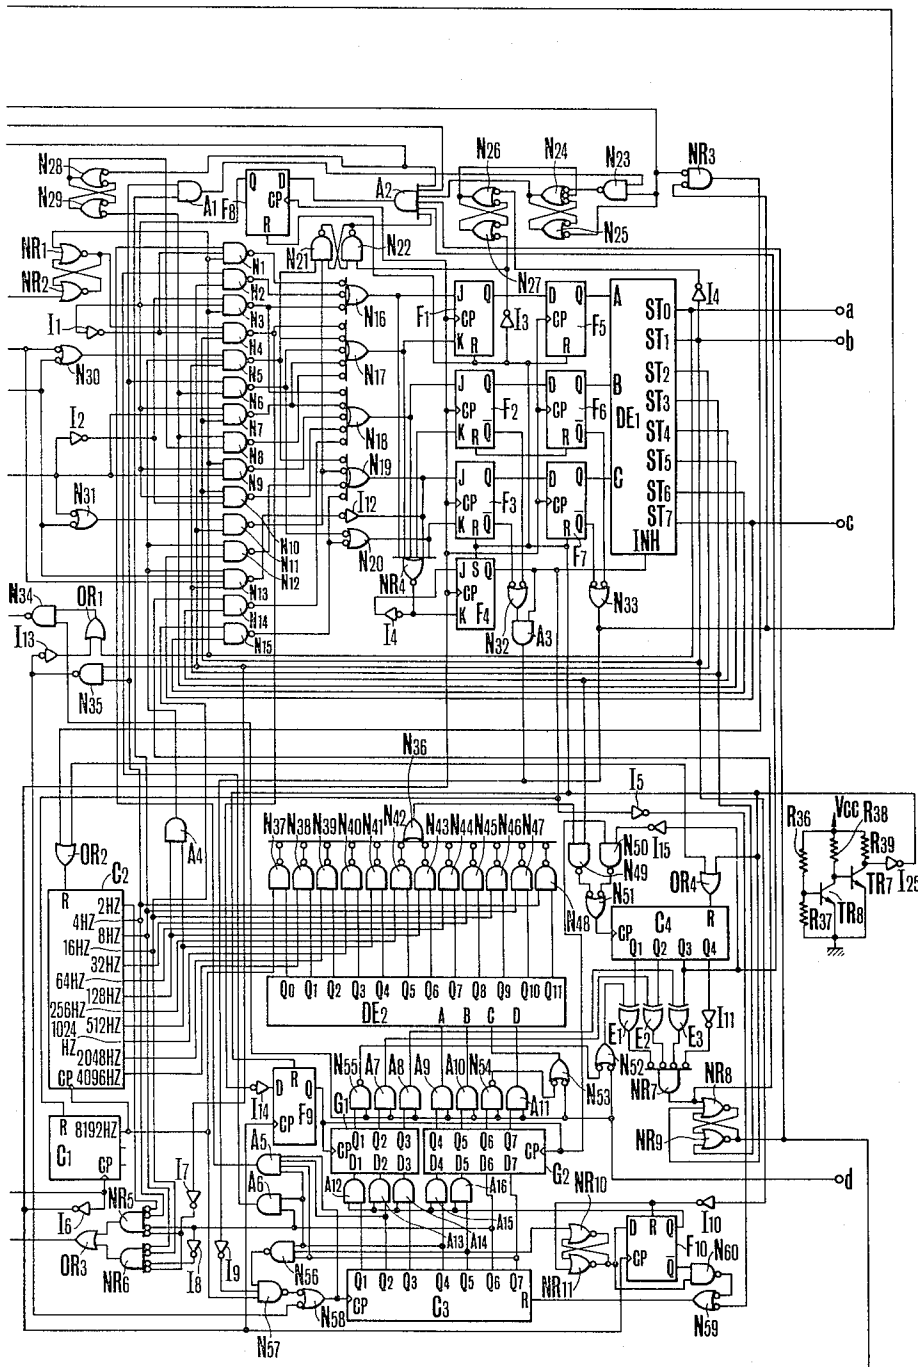 N28
N29
A1
F8
Q D
CP
R
A2
N26
N24
N23
NR3
N21
N22
N27
N25
NR1
NR2
I1
N30
I2
N31
N1
N2
N3
N4
N5
N6
N7
N8
N9
N10
N11
N12
N13
N14
N15
N16
N17
N18
N19
I12
N20
NR4
I4
F1
J Q
CP
K R
I3
D Q
F5
R
I4
A ST0
ST1
ST2
ST3
ST4
ST5
ST6
ST7
B
DE1
C
INH
a
b
c
J Q
F2
CP
K R Q
D Q
F6
Q
J Q
F3
CP
K Q
R
D Q
Q
R F7
J S Q
CP
K F4
N32
A3
N33
N34
OR1
I13
N35
N36
I5
I15
N37
N38
N39
N40
N41
N42
N43
N44
N45
N46
N47
N48
N50
N49
N51
OR4
R36
VCC
R38
R39
R37
TR8
TR7
I25
OR2
A4
C2
R
2HZ
4HZ
8HZ
16HZ
32HZ
64HZ
128HZ
256HZ
512HZ
1024
HZ
2048HZ
CP 4096HZ
C4
R
CP
Q1 Q2 Q3 Q4
E1 E2 E3
I11
N52
NR7
NR8
NR9
Q0 Q1 Q2 Q3 Q4 Q5 Q6 Q7 Q8 Q9 Q10 Q11
DE2 A B C D
N55 A7 A8 A9 A10 N54 A11 N53
R 8192HZ
C1
CP
I14
R
D Q
F9
CP
G1
CP
Q1 Q2 Q3 Q4 Q5 Q6 Q7
D1 D2 D3 D4 D5 D6 D7
CP
G2
A12
A13
A14
A15
A16
A5
A6
I6
I7
I8
I9
NR5
NR6
OR3
N56
N57
N58
Q1 Q2 Q3 Q4 Q5 Q6 Q7
CP C3 R
NR10
NR11
I10
D R Q
F10
CP Q
N60
N59
d